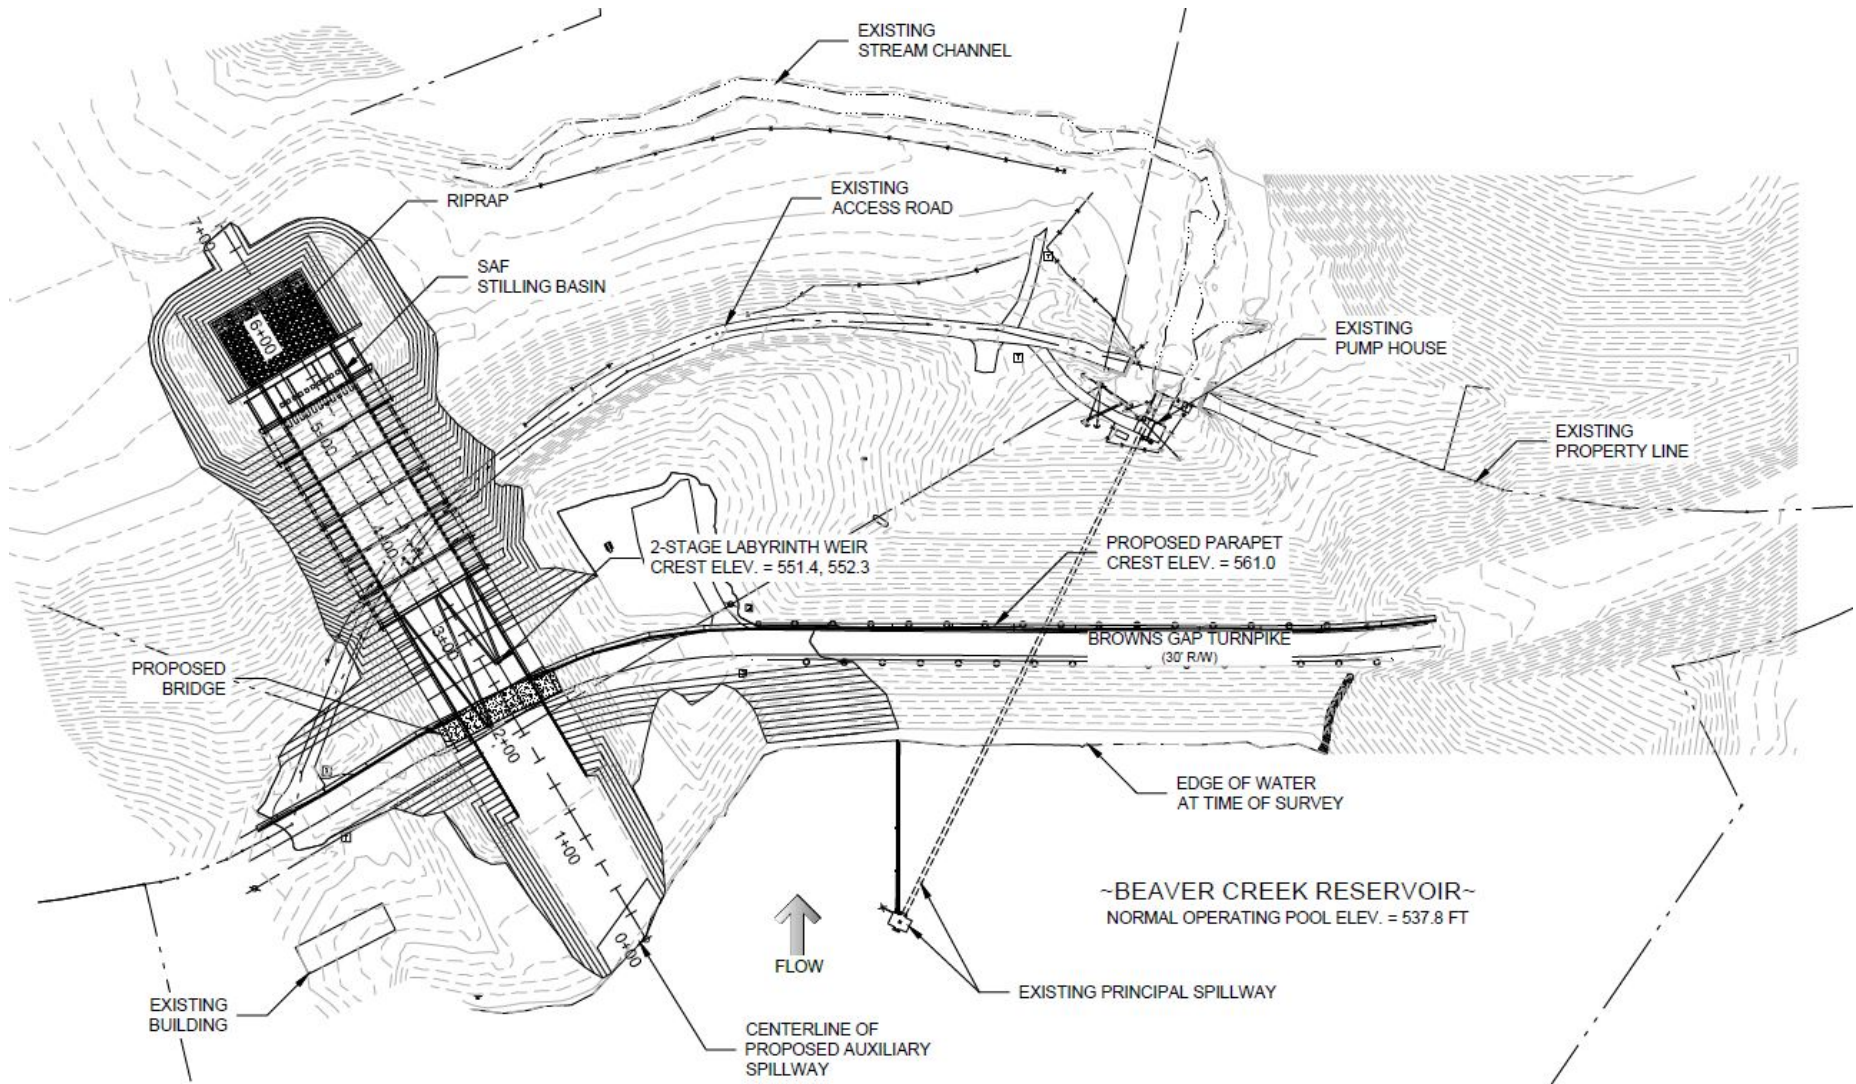 EXISTING
STREAM CHANNEL
RIPRAP
EXISTING
ACCESS ROAD
7+00
SAF
STILLING BASIN
6+00
EXISTING
PUMP HOUSE
5+00
EXISTING
PROPERTY LINE
4+00
2-STAGE LABYRINTH WEIR
CREST ELEV. = 551.4, 552.3
PROPOSED PARAPET
CREST ELEV. = 561.0
3+00
BROWNS GAP TURNPIKE
(30' R/W)
PROPOSED
BRIDGE
2+00
EDGE OF WATER
AT TIME OF SURVEY
1+00
~BEAVER CREEK RESERVOIR~
NORMAL OPERATING POOL ELEV. = 537.8 FT
0+00
FLOW
EXISTING PRINCIPAL SPILLWAY
EXISTING
BUILDING
CENTERLINE OF
PROPOSED AUXILIARY
SPILLWAY